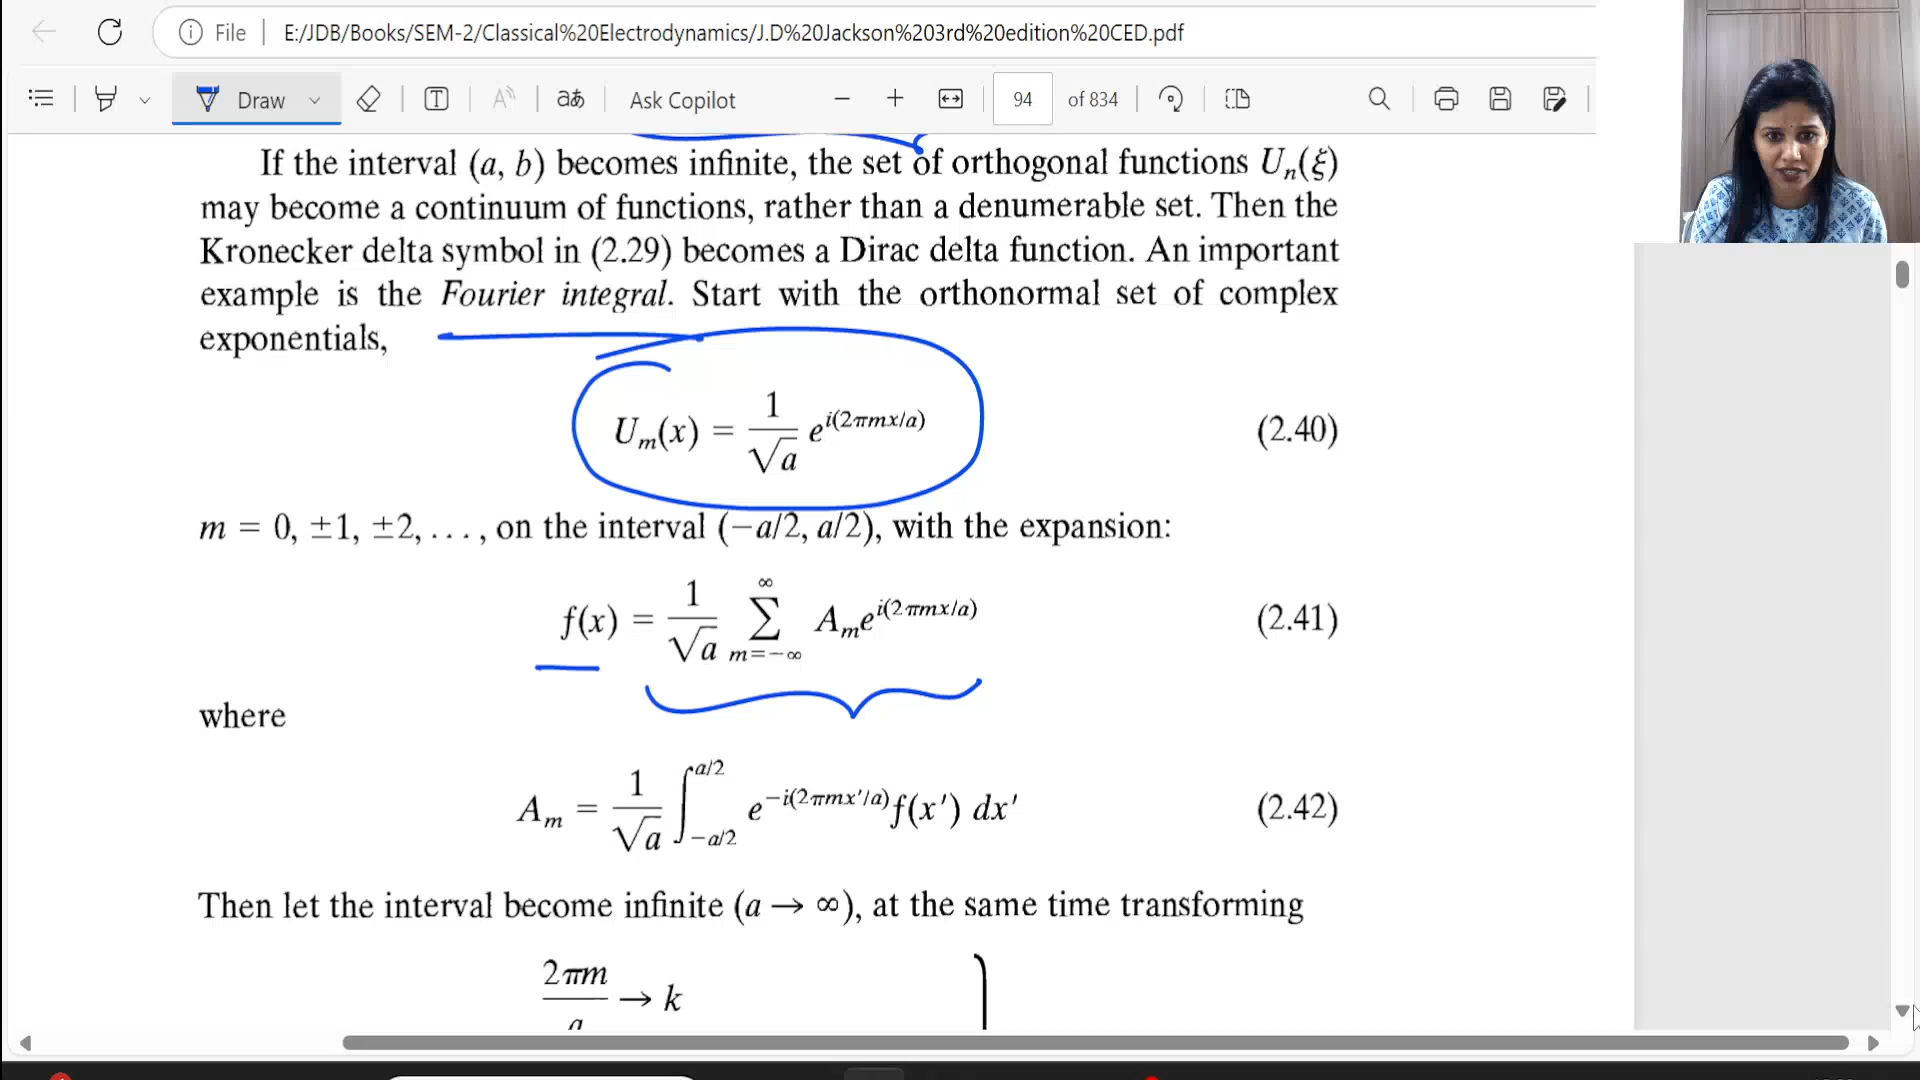 File | E:/JDB/Books/SEM-2/Classical%20Electrodynamics/J.D%20Jackson%203rd%20edition%20CED.pdf
Draw
aあ
Ask Copilot
94 of 834
If the interval (a, b) becomes infinite, the set of orthogonal functions Uₙ(ξ)
may become a continuum of functions, rather than a denumerable set. Then the
Kronecker delta symbol in (2.29) becomes a Dirac delta function. An important
example is the Fourier integral. Start with the orthonormal set of complex
exponentials,
U_m(x) = 1/√a e^{i(2πmx/a)} (2.40)
m = 0, ±1, ±2, . . . , on the interval (−a/2, a/2), with the expansion:
f(x) = 1/√a ∑_{m=−∞}^{∞} A_m e^{i(2πmx/a)} (2.41)
where
A_m = 1/√a ∫_{−a/2}^{a/2} e^{−i(2πmx′/a)} f(x′) dx′ (2.42)
Then let the interval become infinite (a → ∞), at the same time transforming
2πm/a → k